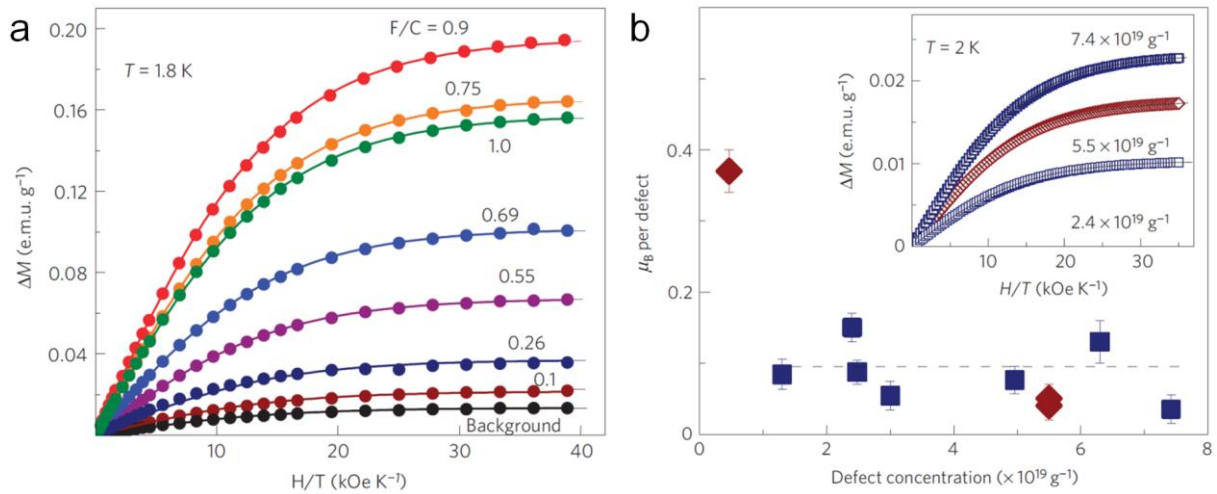 a
0.20
0.16
0.12
0.08
0.04
ΔM (e.m.u. g⁻¹)
T = 1.8 K
F/C = 0.9
0.75
1.0
0.69
0.55
0.26
0.1
Background
10
20
30
40
H/T (kOe K⁻¹)
b
0.4
0.2
0
μB per defect
0
2
4
6
8
Defect concentration (× 10¹⁹ g⁻¹)
T = 2 K
7.4 × 10¹⁹ g⁻¹
5.5 × 10¹⁹ g⁻¹
2.4 × 10¹⁹ g⁻¹
0.02
0.01
0
ΔM (e.m.u. g⁻¹)
10
20
30
H/T (kOe K⁻¹)